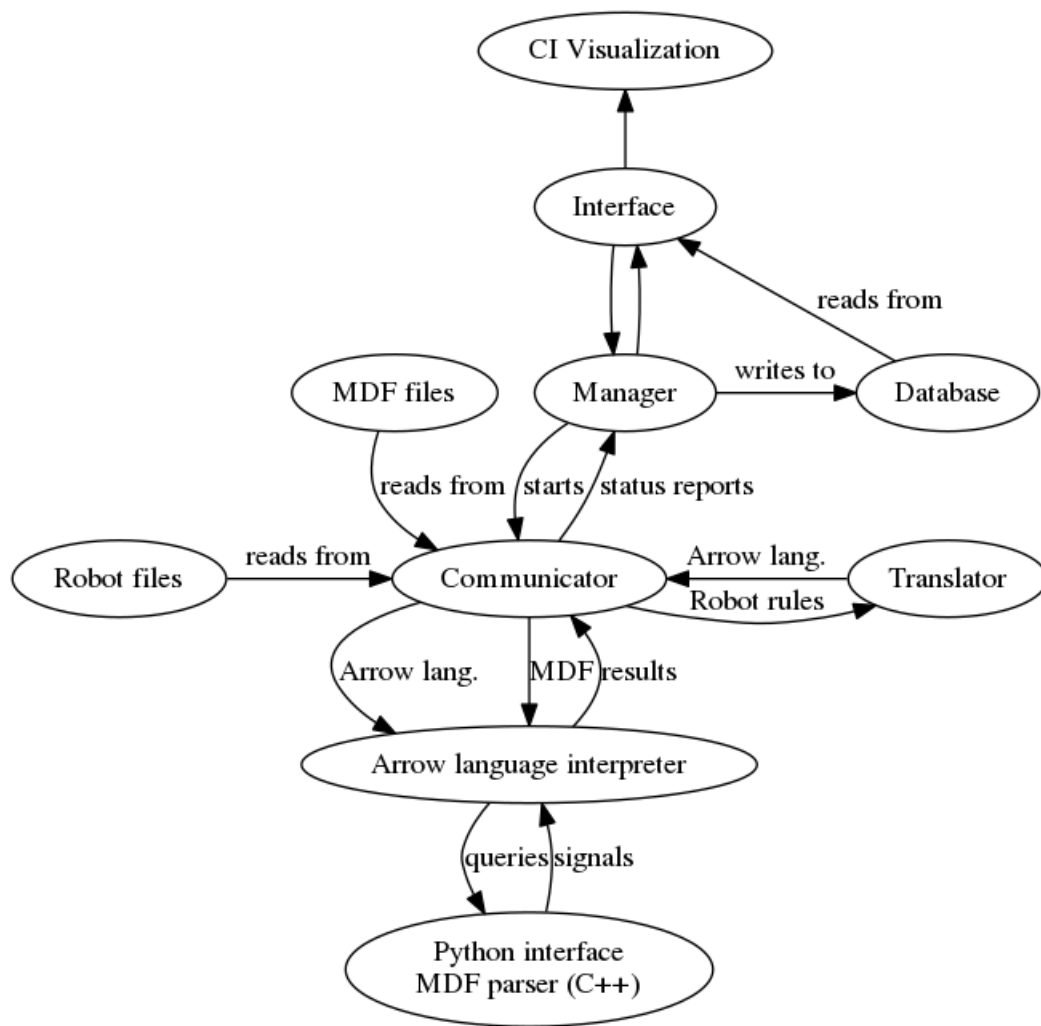 CI Visualization
Interface
reads from
MDF files
Manager
writes to
Database
reads from
starts
status reports
Robot files
reads from
Communicator
Arrow lang.
Robot rules
Translator
Arrow lang.
MDF
results
Arrow language interpreter
queries
signals
Python interface
MDF parser (C++)